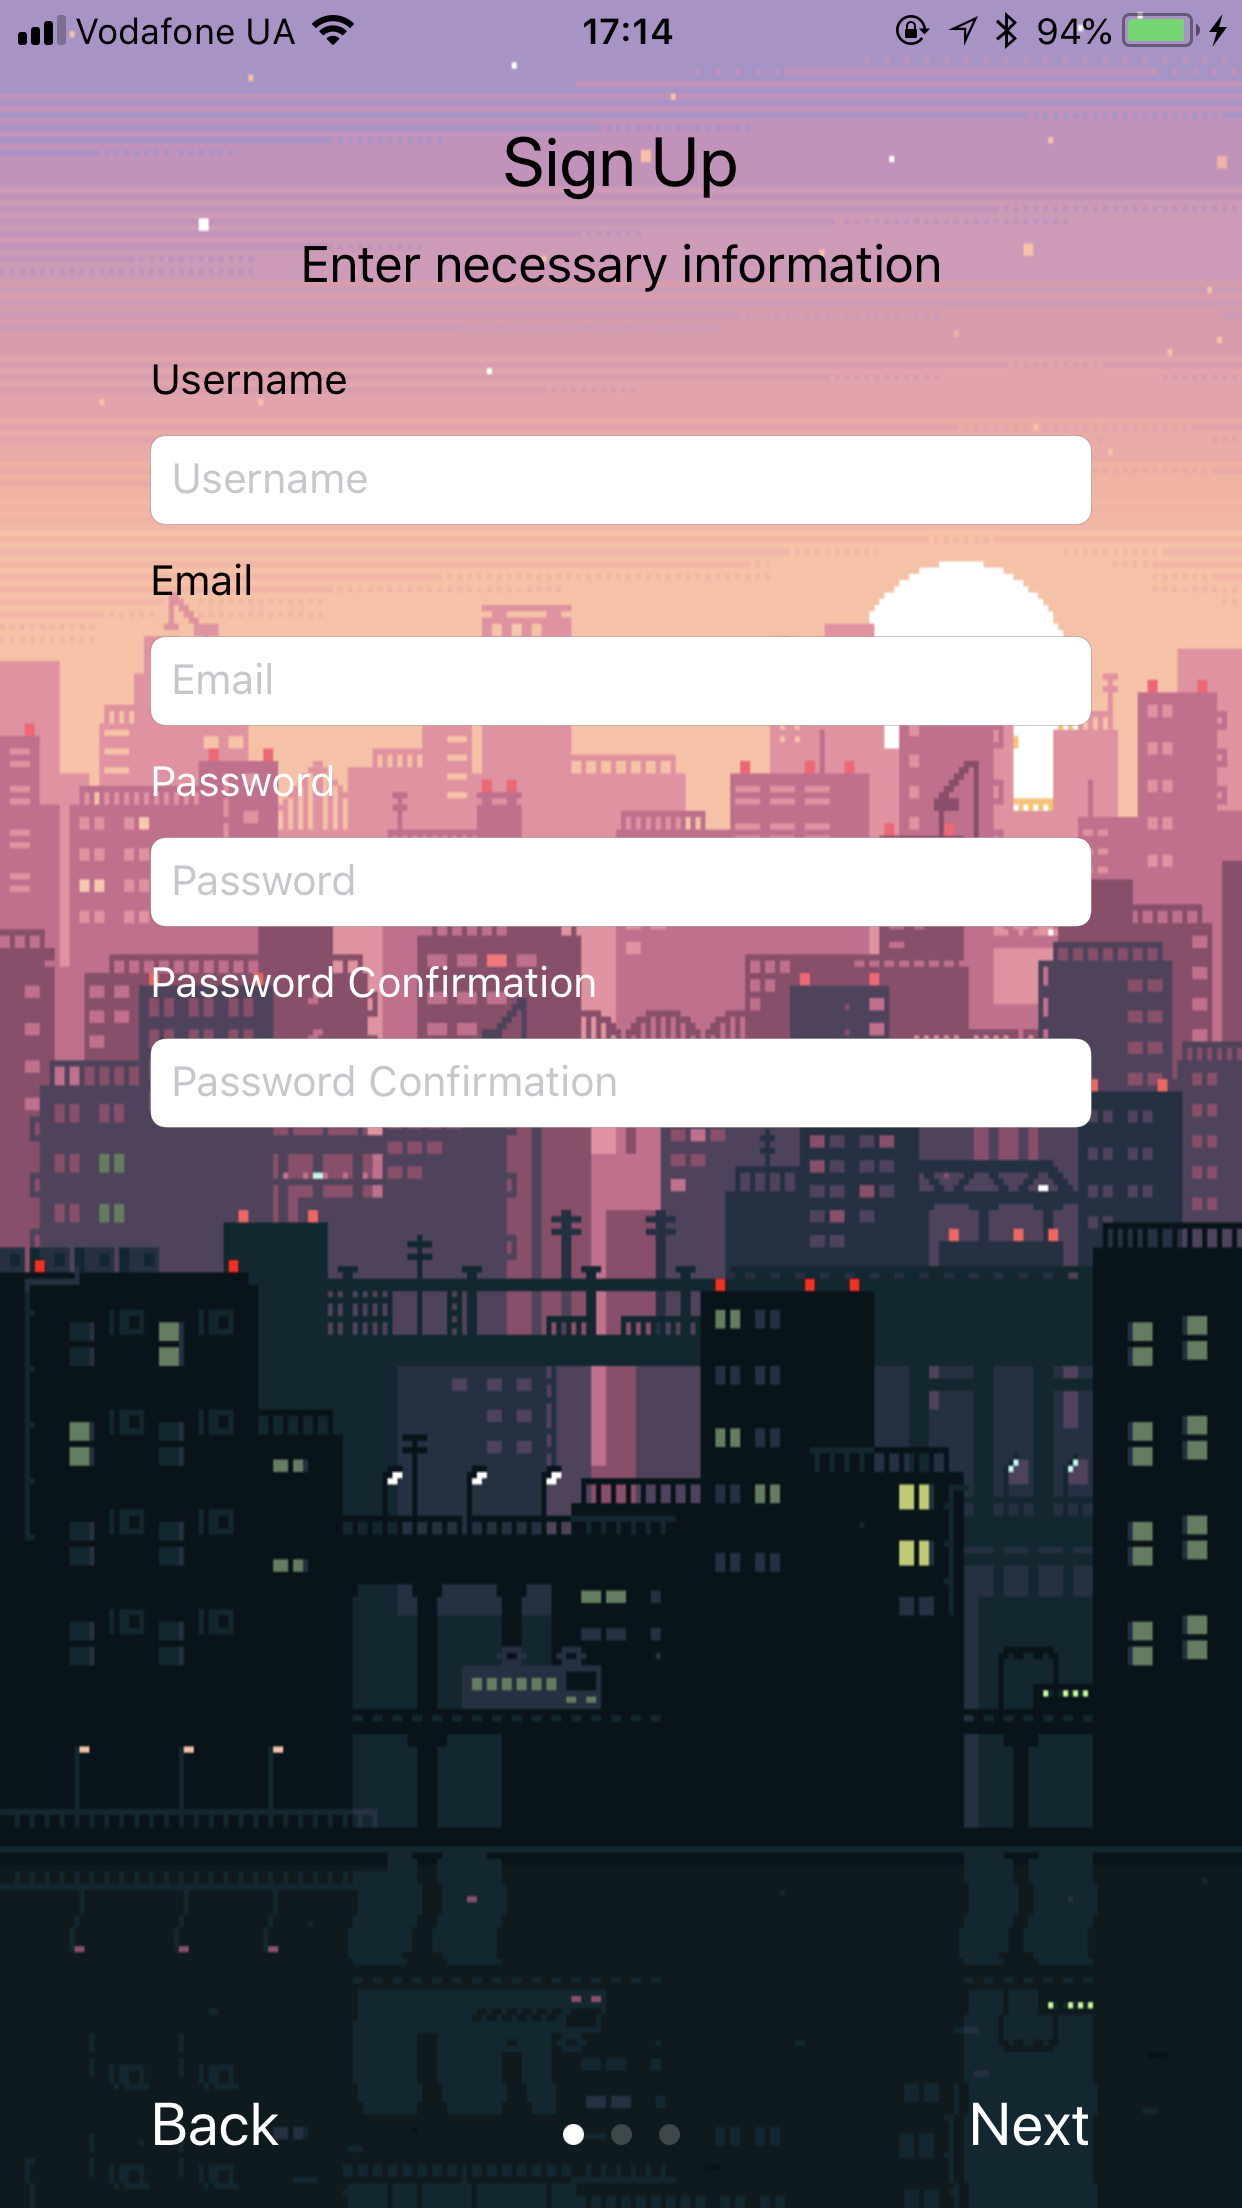 Vodafone UA 17:14 94%
Sign Up
Enter necessary information
Username
Username
Email
Email
Password
Password
Password Confirmation
Password Confirmation
Back Next